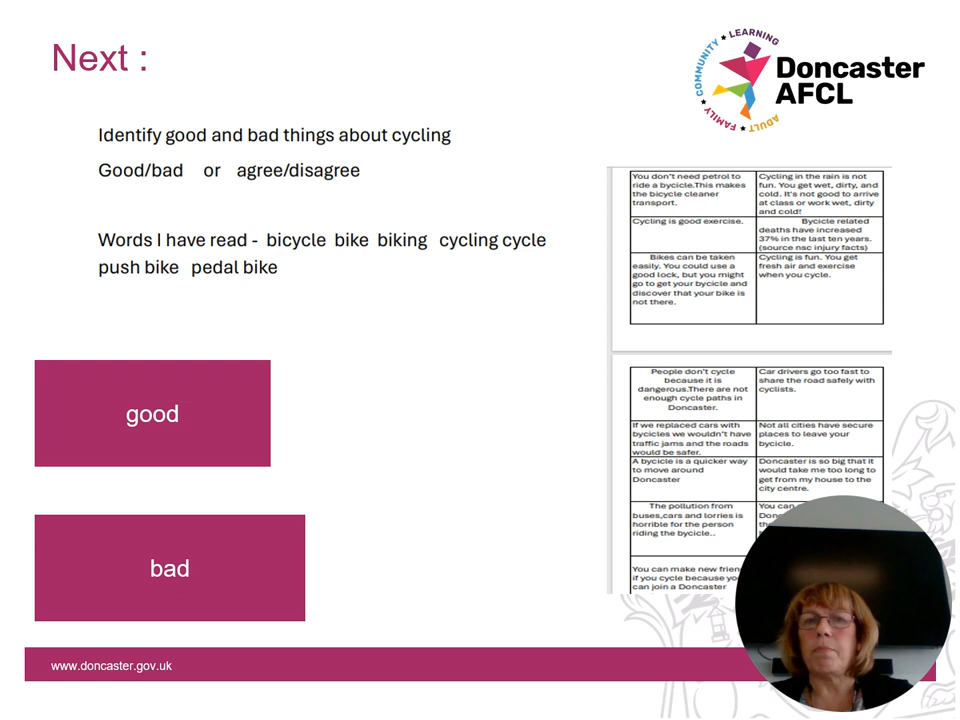 Next :
COMMUNITY ★ LEARNING
FAMILY ★ ADULT
Doncaster
AFCL
Identify good and bad things about cycling
Good/bad or agree/disagree
Words I have read - bicycle bike biking cycling cycle
push bike pedal bike
You don't need petrol to
ride a bycicle.This makes
the bicycle cleaner
transport.
Cycling in the rain is not
fun. You get wet, dirty, and
cold. It's not good to arrive
at class or work wet, dirty
and cold!
Cycling is good exercise.
Bycicle related
deaths have increased
37% in the last ten years.
(source nsc injury facts)
Bikes can be taken
easily. You could use a
good lock, but you might
go to get your bycicle and
discover that your bike is
not there.
Cycling is fun. You get
fresh air and exercise
when you cycle.
People don't cycle
because it is
dangerous.There are not
enough cycle paths in
Doncaster.
Car drivers go too fast to
share the road safely with
cyclists.
If we replaced cars with
bycicles we wouldn't have
traffic jams and the roads
would be safer.
Not all cities have secure
places to leave your
bycicle.
A bycicle is a quicker way
to move around
Doncaster
Doncaster is so big that it
would take me too long to
get from my house to the
city centre.
The pollution from
buses,cars and lorries is
horrible for the person
riding the bycicle..
You can
You can make new
if you cycle because
can join a Doncaster
good
bad
www.doncaster.gov.uk